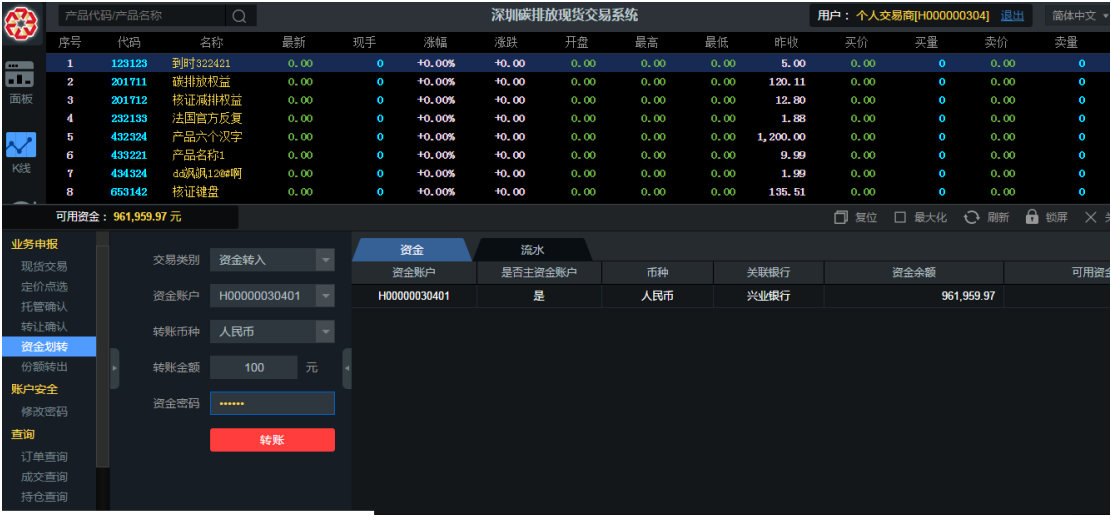 产品代码/产品名称 深圳碳排放现货交易系统 用户： 个人交易商[H000000304] 退出 简体中文
序号 代码 名称 最新 现手 涨幅 涨跌 开盘 最高 最低 昨收 买价 买量 卖价 卖量
1 123123 到时322421 0.00 0 +0.00% +0.00 0.00 0.00 0.00 5.00 0.00 0 0.00 0
2 201711 碳排放权益 0.00 0 +0.00% +0.00 0.00 0.00 0.00 120.11 0.00 0 0.00 0
面板
3 201712 核证减排权益 0.00 0 +0.00% +0.00 0.00 0.00 0.00 12.80 0.00 0 0.00 0
4 232133 法国官方反复 0.00 0 +0.00% +0.00 0.00 0.00 0.00 1.88 0.00 0 0.00 0
5 432324 产品六个汉字 0.00 0 +0.00% +0.00 0.00 0.00 0.00 1,200.00 0.00 0 0.00 0
6 433221 产品名称1 0.00 0 +0.00% +0.00 0.00 0.00 0.00 9.99 0.00 0 0.00 0
K线
7 434324 0.00 0 +0.00% +0.00 0.00 0.00 0.00 1.99 0.00 0 0.00 0
8 653142 核证键盘 0.00 0 +0.00% +0.00 0.00 0.00 0.00 135.51 0.00 0 0.00 0
可用资金： 961,959.97 元 复位 最大化 刷新 锁屏
业务申报
现货交易
定价点选
托管确认
转让确认
资金划转
份额转出
账户安全
修改密码
查询
订单查询
成交查询
持仓查询
交易类别 资金转入
资金账户 H00000030401
转账币种 人民币
转账金额 100 元
资金密码 ••••••
转账
资金 流水
资金账户 是否主资金账户 币种 关联银行 资金余额 可用资金
H00000030401 是 人民币 兴业银行 961,959.97